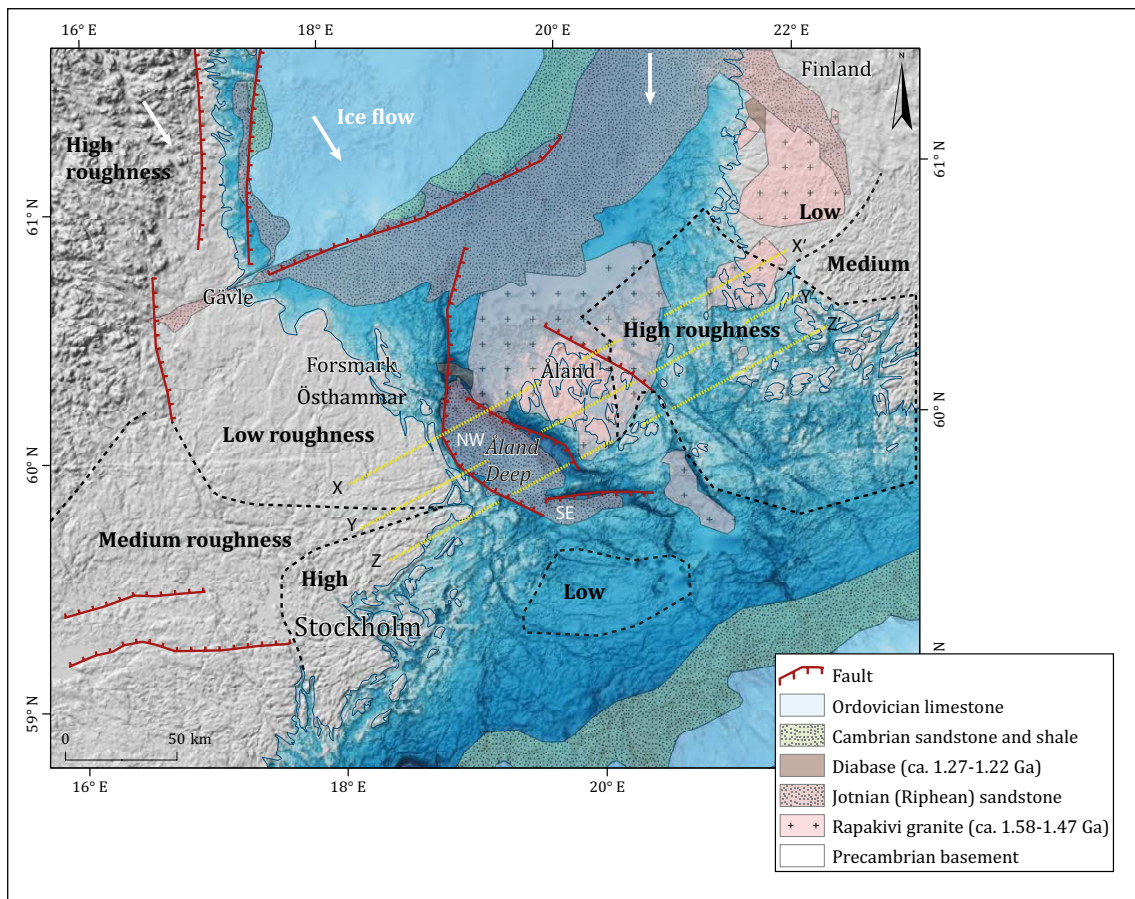 16° E
18° E
20° E
22° E
Finland
N
Ice flow
High
roughness
61° N
61° N
Low
Medium
X'
Gävle
Y'
High roughness
Z'
Forsmark
Åland
Östhammar
60° N
Low roughness
NW
Åland
Deep
60° N
X
SE
Y
Medium roughness
Z
High
Low
Stockholm
59° N
0
50 km
16° E
18° E
20° E
Fault
Ordovician limestone
Cambrian sandstone and shale
Diabase (ca. 1.27-1.22 Ga)
Jotnian (Riphean) sandstone
Rapakivi granite (ca. 1.58-1.47 Ga)
Precambrian basement